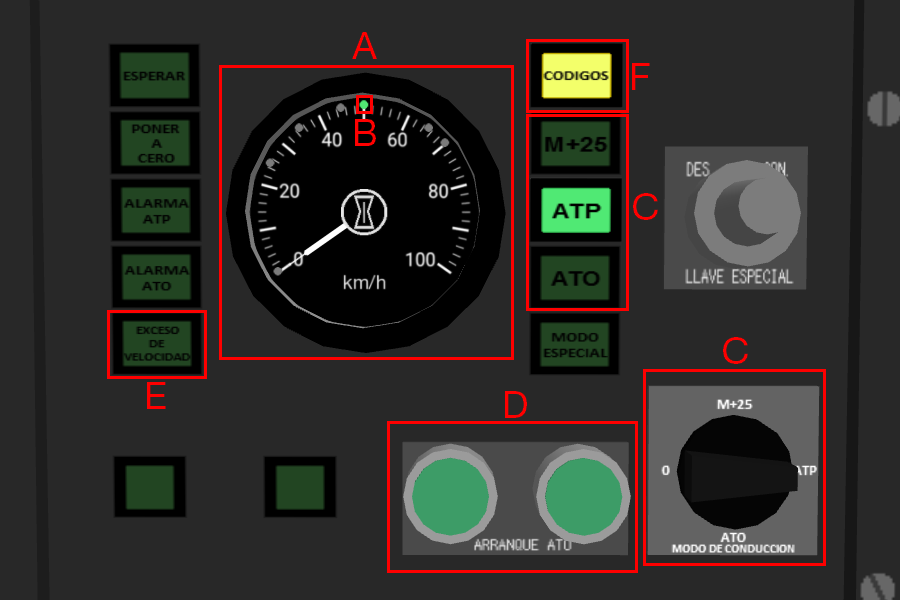 A
ESPERAR
PONER
A
CERO
ALARMA
ATP
ALARMA
ATO
EXCESO
DE
VELOCIDAD
E
B
0
20
40
60
80
100
km/h
CODIGOS
F
M+25
ATP
ATO
C
MODO
ESPECIAL
DES. CON.
LLAVE ESPECIAL
D
ARRANQUE ATO
C
M+25
0
ATP
ATO
MODO DE CONDUCCION